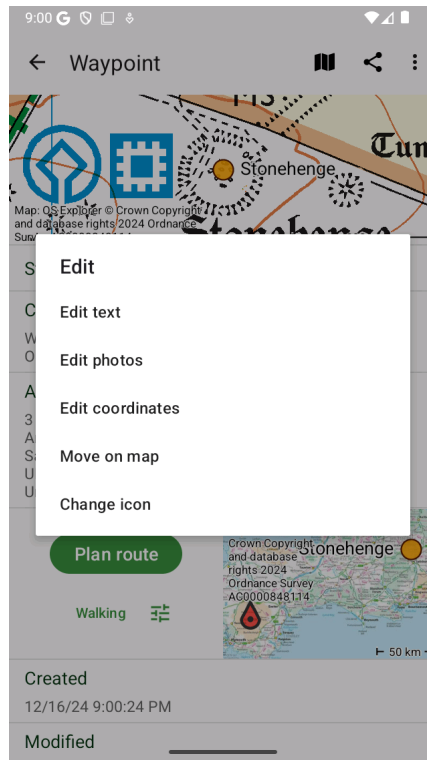 9:00
Waypoint
Stonehenge
Map: OS Explorer © Crown Copyright
and database rights 2024 Ordnance
Edit
Edit text
Edit photos
Edit coordinates
Move on map
Change icon
Plan route
Walking
Crown Copyright
and database
rights 2024
Ordnance Survey
AC0000848114
Stonehenge
50 km
Created
12/16/24 9:00:24 PM
Modified